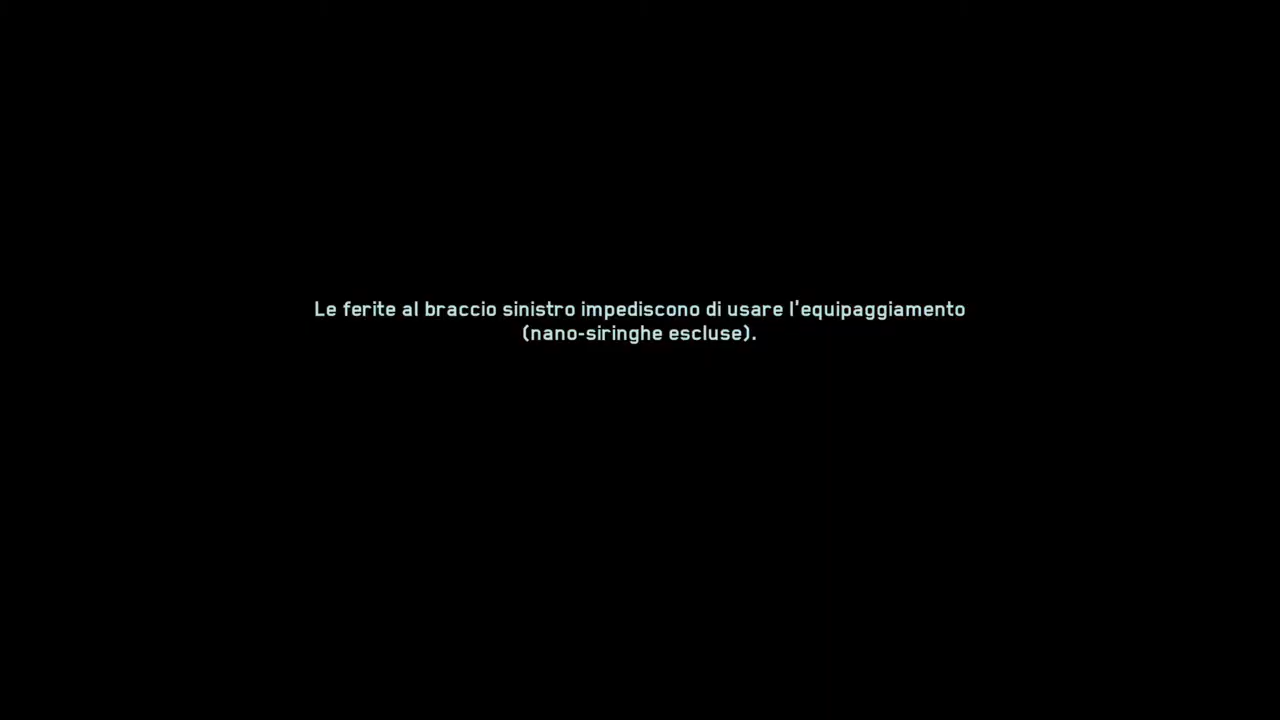 Le ferite al braccio sinistro impediscono di usare l'equipaggiamento
(nano-siringhe escluse).